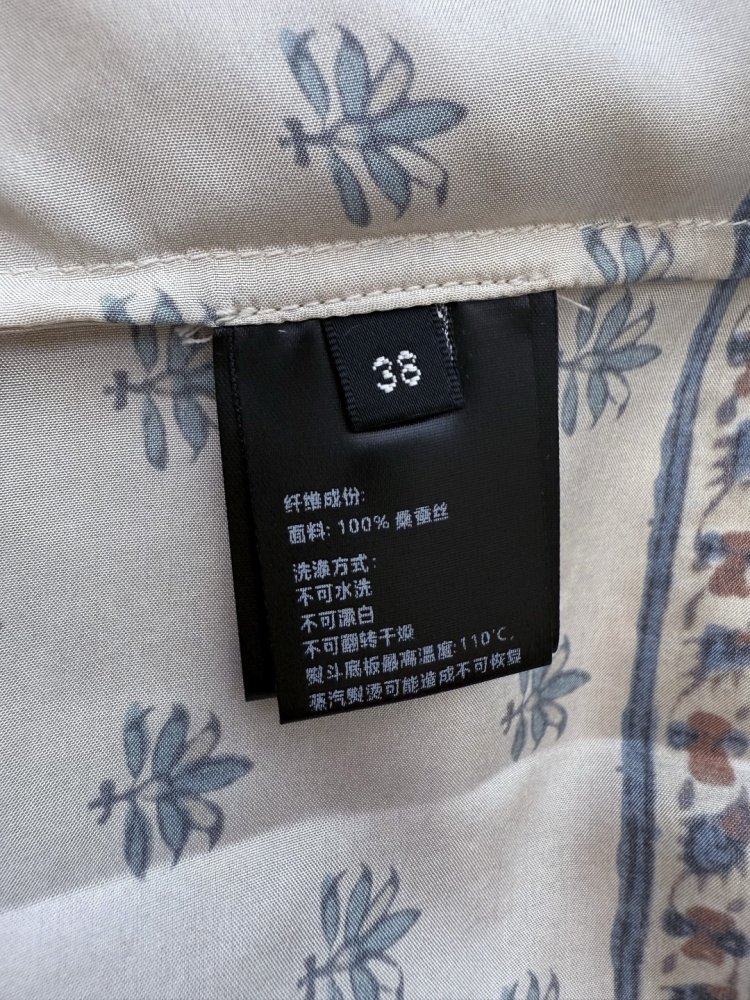 38
纤维成份:
面料: 100% 桑蚕丝
洗涤方式:
不可水洗
不可漂白
不可翻转干燥
熨斗底板最高温度:110℃,
蒸汽熨烫可能造成不可恢复